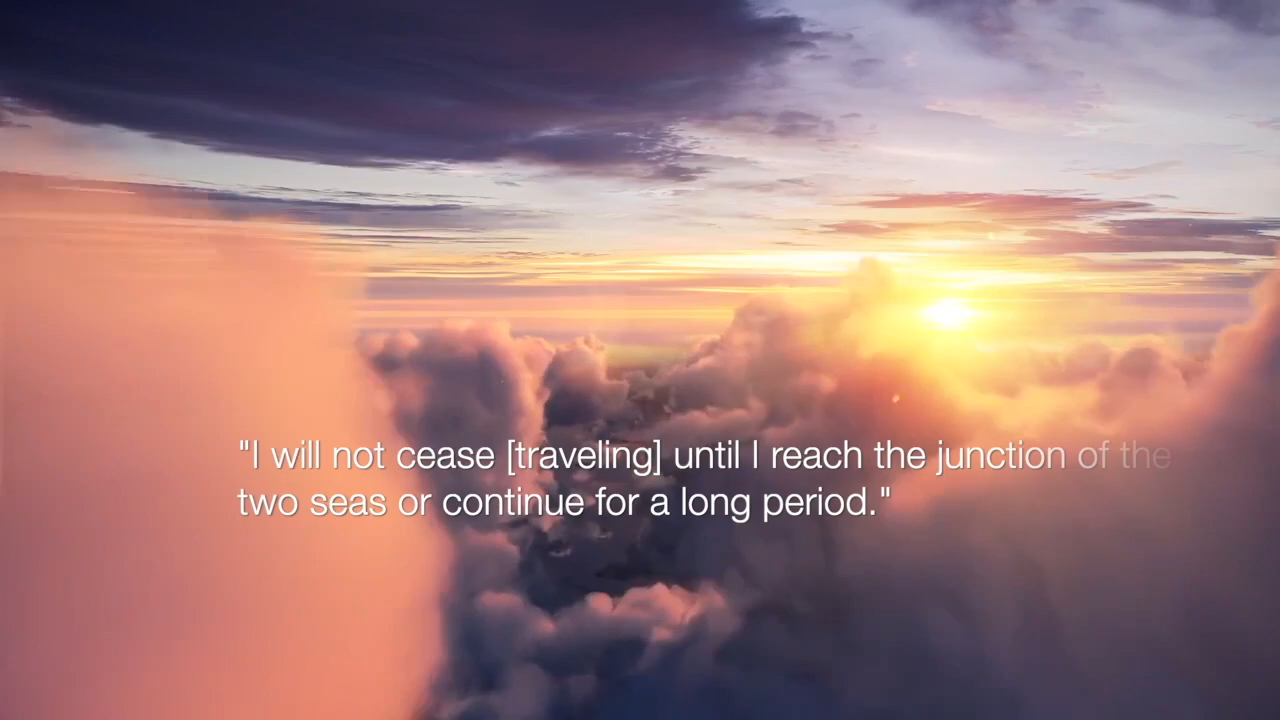 "I will not cease [traveling] until I reach the junction of the
two seas or continue for a long period."